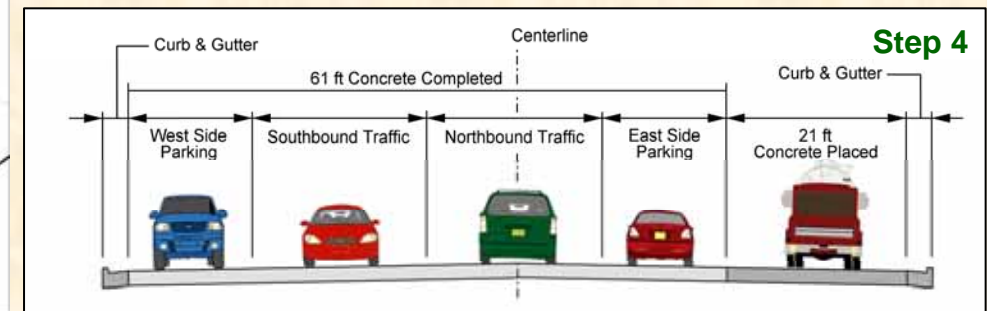 Step 4
Centerline
Curb & Gutter
61 ft Concrete Completed
Curb & Gutter
West Side
Parking
Southbound Traffic
Northbound Traffic
East Side
Parking
21 ft
Concrete Placed